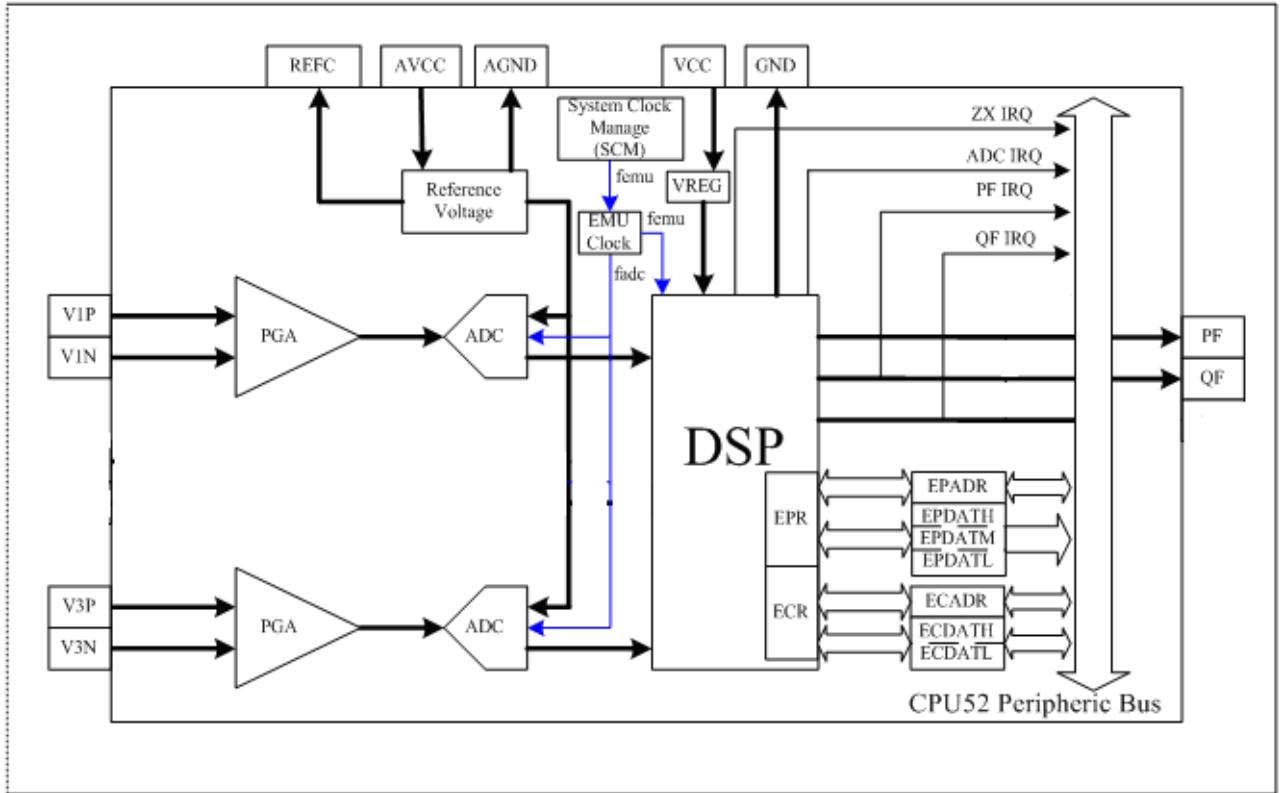 REFC
AVCC
AGND
VCC
GND
System Clock
Manage
(SCM)
ZX IRQ
ADC IRQ
PF IRQ
QF IRQ
femu
Reference
Voltage
VREG
EMU
Clock
femu
fadc
V1P
V1N
PGA
ADC
PF
QF
DSP
EPR
EPADR
EPDATH
EPDATM
EPDATL
ECR
ECADR
ECDATH
ECDATL
V3P
V3N
PGA
ADC
CPU52 Peripheric Bus